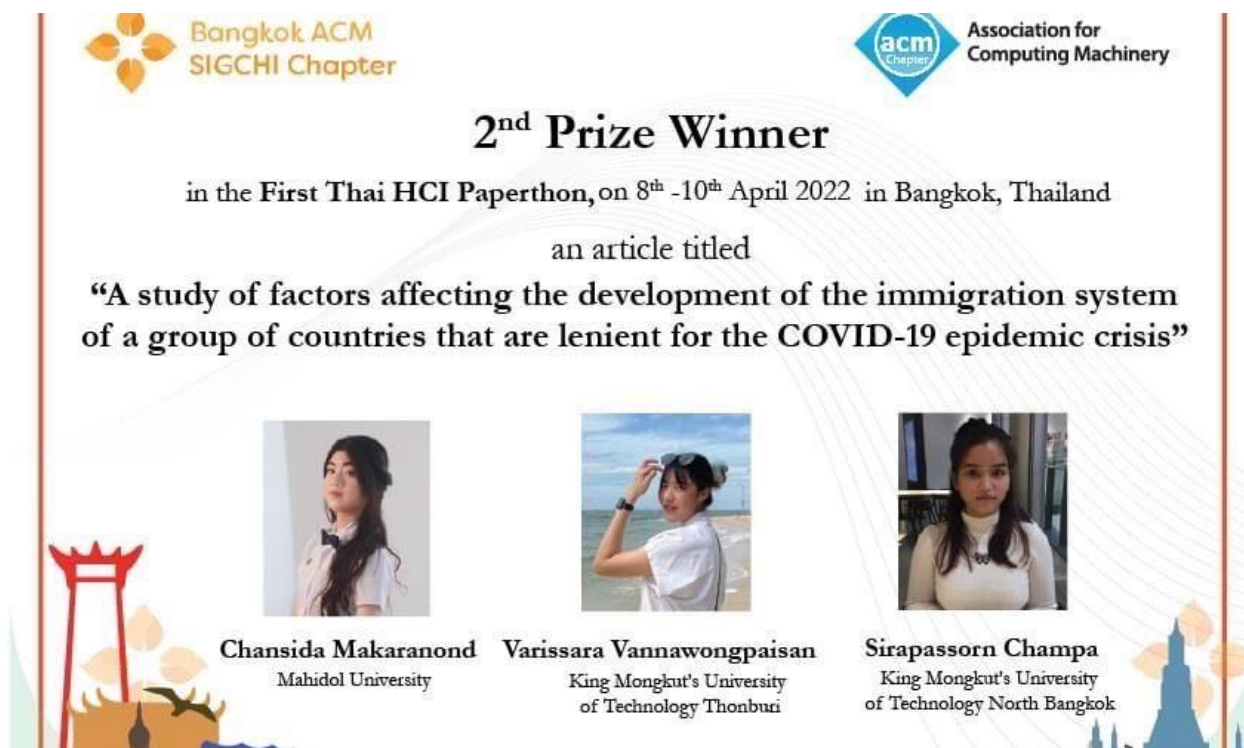 Bangkok ACM
SIGCHI Chapter
acm
Chapter
Association for
Computing Machinery
2nd Prize Winner
in the First Thai HCI Paperthon, on 8th -10th April 2022 in Bangkok, Thailand
an article titled
“A study of factors affecting the development of the immigration system
of a group of countries that are lenient for the COVID-19 epidemic crisis”
Chansida Makaranond
Mahidol University
Varissara Vannawongpaisan
King Mongkut's University
of Technology Thonburi
Sirapassorn Champa
King Mongkut's University
of Technology North Bangkok